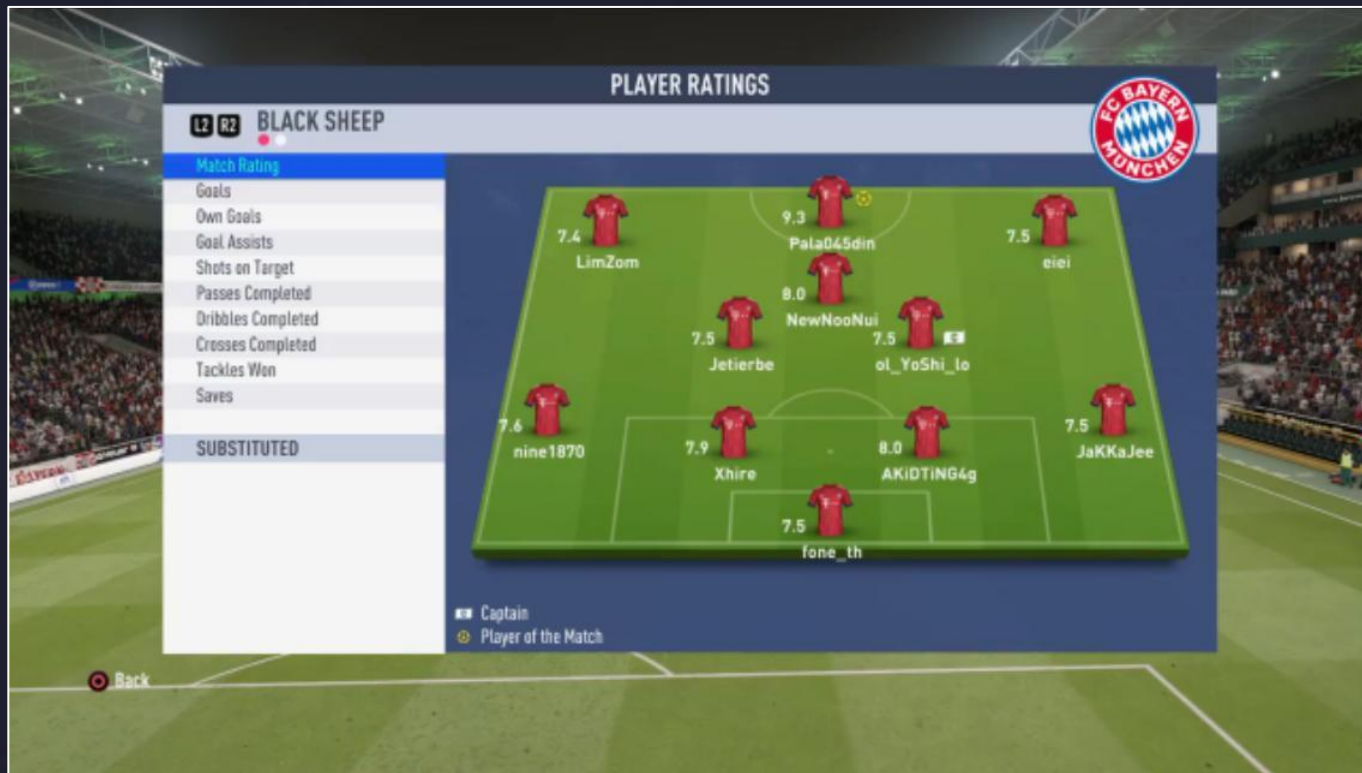 PLAYER RATINGS
L2 R2 BLACK SHEEP
FC BAYERN
MÜNCHEN
Match Rating
Goals
Own Goals
Goal Assists
Shots on Target
Passes Completed
Dribbles Completed
Crosses Completed
Tackles Won
Saves
SUBSTITUTED
7.4
LimZom
9.3
Pala045din
7.5
eiei
8.0
NewNooNui
7.5
Jetierbe
7.5
ol_YoShi_lo
7.6
nine1870
7.9
Xhire
8.0
AKiDTiNG4g
7.5
JaKKaJee
7.5
fone_th
Captain
Player of the Match
Back